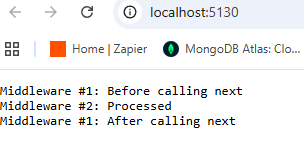 localhost:5130
Home | Zapier
MongoDB Atlas: Clo...
Middleware #1: Before calling next
Middleware #2: Processed
Middleware #1: After calling next